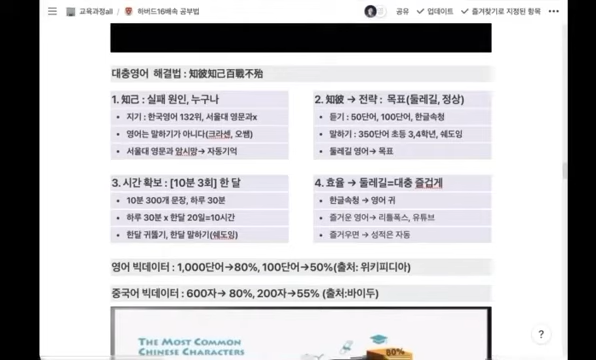 교육과정all / 하버드16배속 공부법
공유 업데이트 즐겨찾기로 지정된 항목
대충영어 해결법 : 知彼知己百戰不殆
1. 知己 : 실패 원인, 누구나
지기 : 한국영어 132위, 서울대 영문과x
영어는 말하기가 아니다(크라센, 오쌤)
서울대 영문과 암시망→ 자동기억
2. 知彼 → 전략 : 목표(둘레길, 정상)
듣기 : 50단어, 100단어, 한글속청
말하기 : 350단어 초등 3,4학년, 쉐도잉
둘레길 영어→ 목표
3. 시간 확보 : [10분 3회] 한 달
10분 300개 문장, 하루 30분
하루 30분 x 한달 20일=10시간
한달 귀뚫기, 한달 말하기(쉐도잉)
4. 효율 → 둘레길=대충 즐겁게
한글속청 → 영어 귀
즐거운 영어→ 리틀폭스, 유튜브
즐거우면 → 성적은 자동
영어 빅데이터 : 1,000단어→80%, 100단어→50%(출처: 위키피디아)
중국어 빅데이터 : 600자→ 80%, 200자→55% (출처:바이두)
THE MOST COMMON
CHINESE CHARACTERS
80%
?